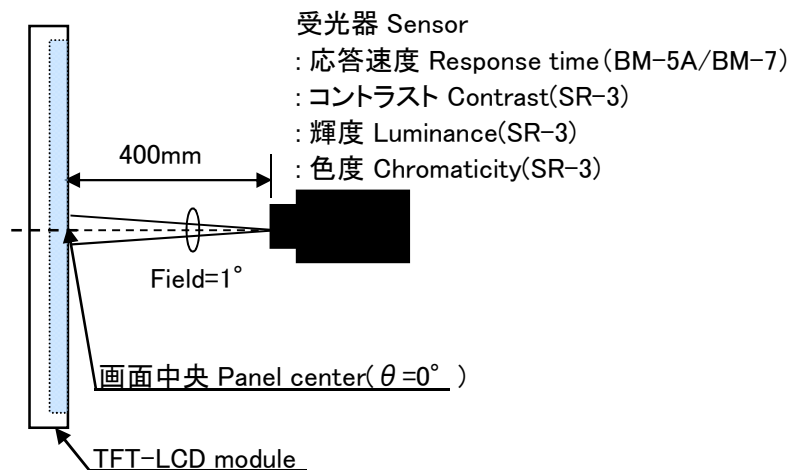 受光器 Sensor
: 応答速度 Response time(BM-5A/BM-7)
: コントラスト Contrast(SR-3)
: 輝度 Luminance(SR-3)
: 色度 Chromaticity(SR-3)
400mm
Field=1°
画面中央 Panel center(θ=0° )
TFT-LCD module